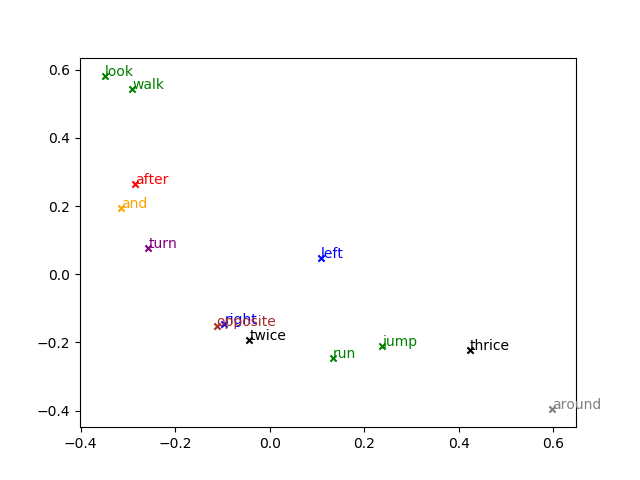 0.6
look
walk
0.4
after
0.2
and
turn
left
0.0
right
opposite
twice
−0.2
run
jump
thrice
−0.4
around
−0.4
−0.2
0.0
0.2
0.4
0.6